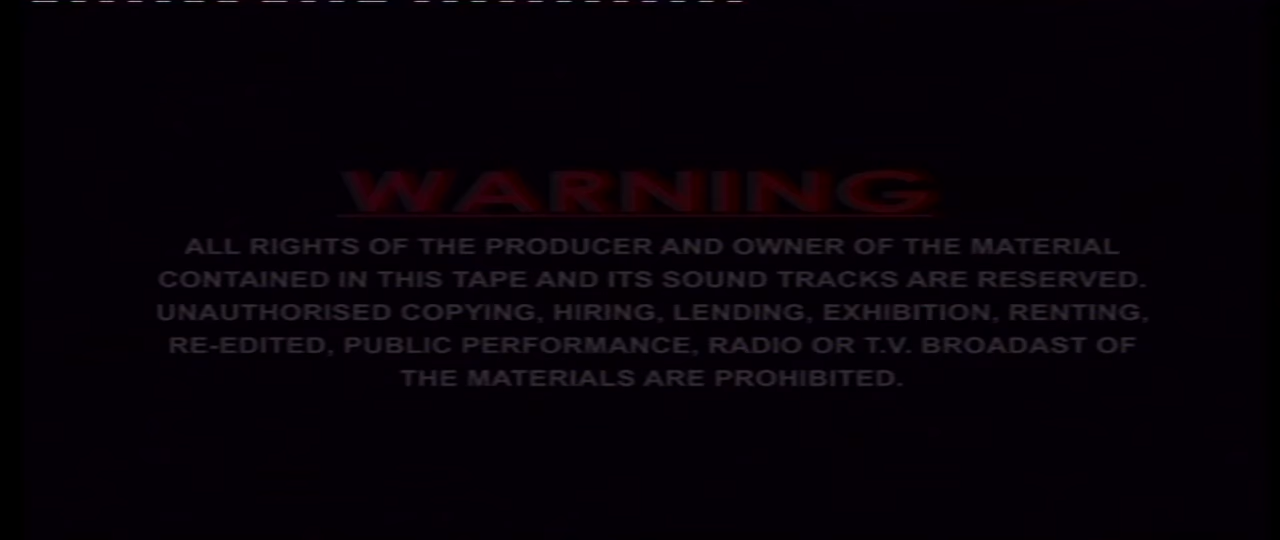 WARNING
ALL RIGHTS OF THE PRODUCER AND OWNER OF THE MATERIAL
CONTAINED IN THIS TAPE AND ITS SOUND TRACKS ARE RESERVED.
UNAUTHORISED COPYING, HIRING, LENDING, EXHIBITION, RENTING,
RE-EDITED, PUBLIC PERFORMANCE, RADIO OR T.V. BROADAST OF
THE MATERIALS ARE PROHIBITED.